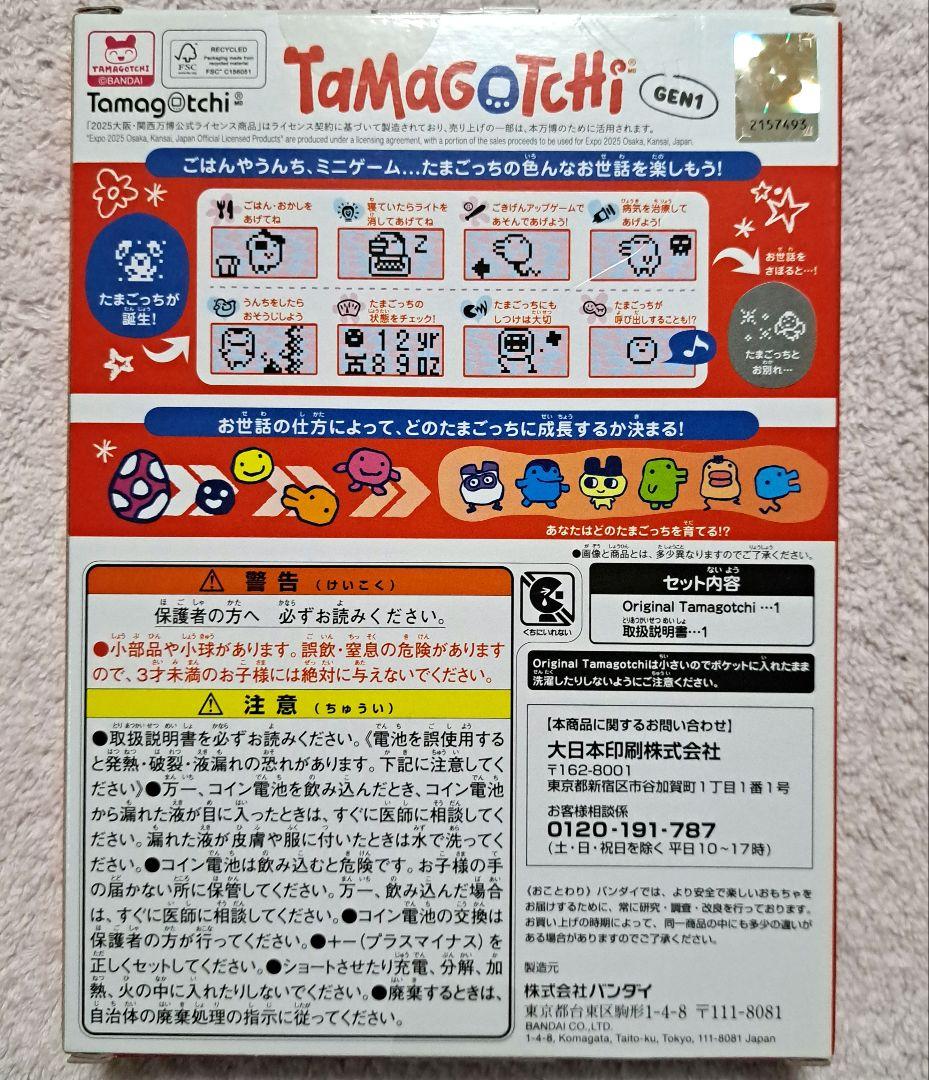 TAMAGOTCHI
©BANDAI
FSC
www.fsc.org
RECYCLED
Packaging made from
recycled material
FSC® C186081
Tamagotchi
TAMAGOTCHI
GEN1
2157493
「2025大阪・関西万博公式ライセンス商品」はライセンス契約に基づいて製造されており、売り上げの一部は、本万博のために活用されます。
"Expo 2025 Osaka, Kansai, Japan Official Licensed Products" are produced under a licensing agreement, with a portion of the sales proceeds to be used for Expo 2025 Osaka, Kansai, Japan.
ごはんやうんち、ミニゲーム…たまごっちの色んなお世話を楽しもう!
たまごっちが
誕生!
ごはん・おかしを
あげてね
寝ていたらライトを
消してあげてね
ごきげんアップゲームで
あそんであげよう!
病気を治療して
あげよう!
うんちをしたら
おそうじしよう
たまごっちの
状態をチェック!
12yr
89oz
たまごっちにも
しつけは大切
たまごっちが
呼び出しすることも!?
お世話を
さぼると…!
たまごっちと
お別れ…
お世話の仕方によって、どのたまごっちに成長するか決まる!
あなたはどのたまごっちを育てる!?
●画像と商品とは、多少異なりますのでご了承ください。
警告(けいこく)
保護者の方へ 必ずお読みください。
●小部品や小球があります。誤飲・窒息の危険があります
ので、3才未満のお子様には絶対に与えないでください。
注意(ちゅうい)
●取扱説明書を必ずお読みください。《電池を誤使用する
と発熱・破裂・液漏れの恐れがあります。下記に注意してく
ださい》●万一、コイン電池を飲み込んだとき、コイン電池
から漏れた液が目に入ったときは、すぐに医師に相談してく
ださい。漏れた液が皮膚や服に付いたときは水で洗ってく
ださい。●コイン電池は飲み込むと危険です。お子様の手
の届かない所に保管してください。万一、飲み込んだ場合
は、すぐに医師に相談してください。●コイン電池の交換は
保護者の方が行ってください。●+−(プラスマイナス)を
正しくセットしてください。●ショートさせたり充電、分解、加
熱、火の中に入れたりしないでください。●廃棄するときは、
自治体の廃棄処理の指示に従ってください。
くちにいれない
セット内容
Original Tamagotchi …1
取扱説明書…1
Original Tamagotchiは小さいのでポケットに入れたまま
洗濯したりしないようにご注意ください。
【本商品に関するお問い合わせ】
大日本印刷株式会社
〒162-8001
東京都新宿区市谷加賀町1丁目1番1号
お客様相談係
0120-191-787
(土・日・祝日を除く 平日10〜17時)
〈おことわり〉バンダイでは、より安全で楽しいおもちゃを
お届けするために、常に研究・調査・改良を行っております。
お買い上げの時期によって、同一商品の中にも多少の違いが
ある場合がありますのでご了承ください。
製造元
株式会社バンダイ
東京都台東区駒形1-4-8 〒111-8081
BANDAI CO.,LTD.
1-4-8, Komagata, Taito-ku, Tokyo, 111-8081 Japan